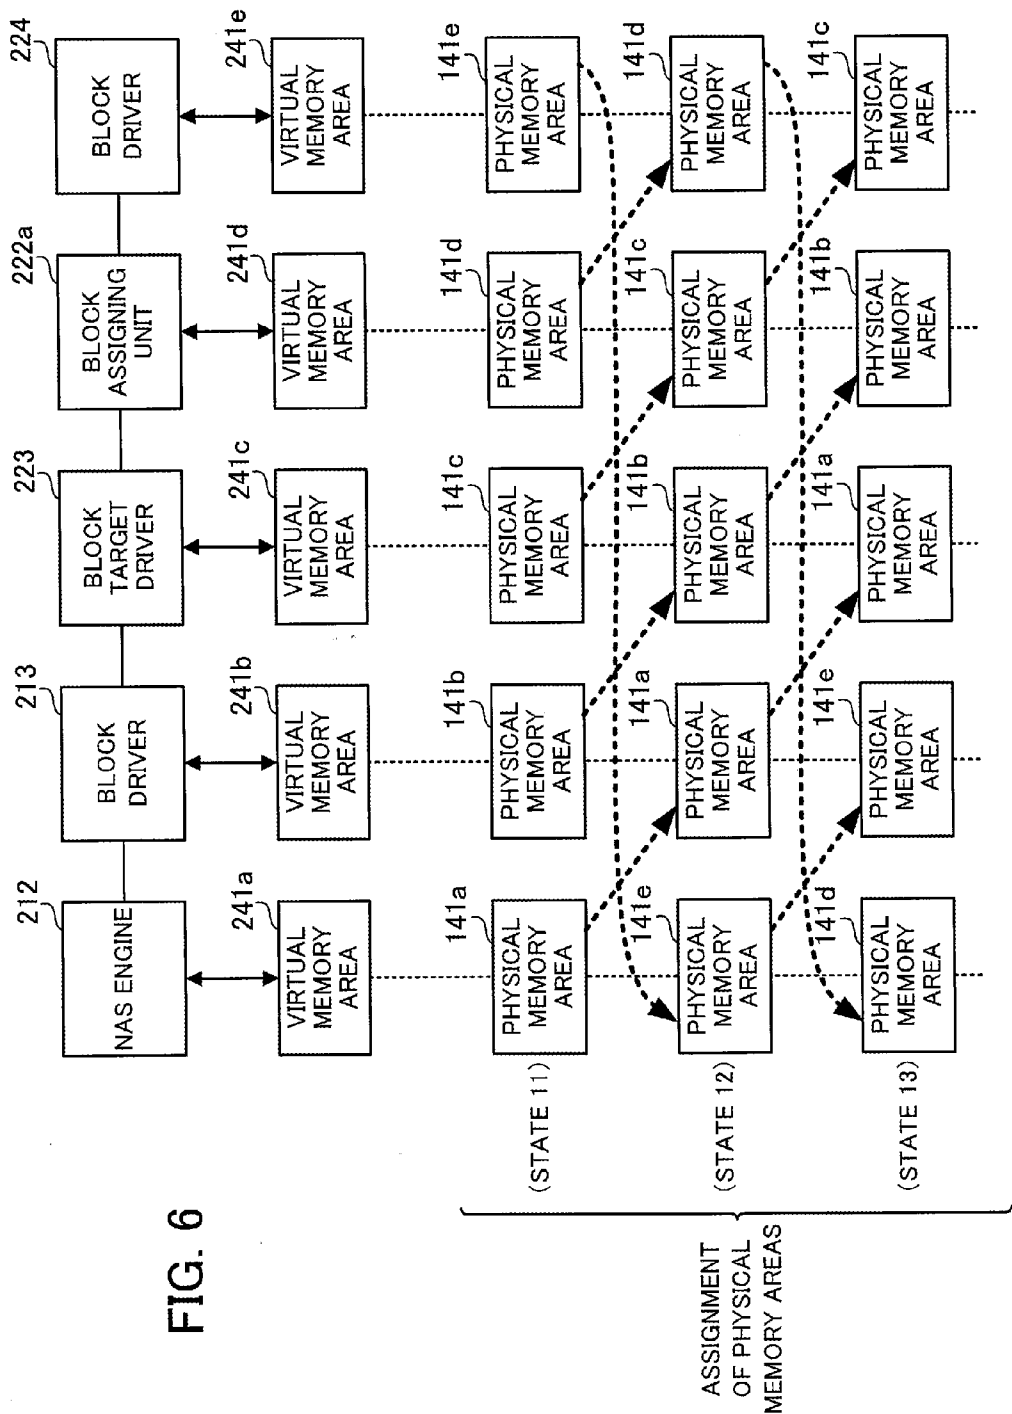 FIG. 6
212
NAS ENGINE
213
BLOCK
DRIVER
223
BLOCK
TARGET
DRIVER
222a
BLOCK
ASSIGNING
UNIT
224
BLOCK
DRIVER
241a
VIRTUAL
MEMORY
AREA
241b
VIRTUAL
MEMORY
AREA
241c
VIRTUAL
MEMORY
AREA
241d
VIRTUAL
MEMORY
AREA
241e
VIRTUAL
MEMORY
AREA
ASSIGNMENT
OF PHYSICAL
MEMORY AREAS
(STATE 11)
141a
PHYSICAL
MEMORY
AREA
141b
PHYSICAL
MEMORY
AREA
141c
PHYSICAL
MEMORY
AREA
141d
PHYSICAL
MEMORY
AREA
141e
PHYSICAL
MEMORY
AREA
(STATE 12)
141e
PHYSICAL
MEMORY
AREA
141a
PHYSICAL
MEMORY
AREA
141b
PHYSICAL
MEMORY
AREA
141c
PHYSICAL
MEMORY
AREA
141d
PHYSICAL
MEMORY
AREA
(STATE 13)
141d
PHYSICAL
MEMORY
AREA
141e
PHYSICAL
MEMORY
AREA
141a
PHYSICAL
MEMORY
AREA
141b
PHYSICAL
MEMORY
AREA
141c
PHYSICAL
MEMORY
AREA